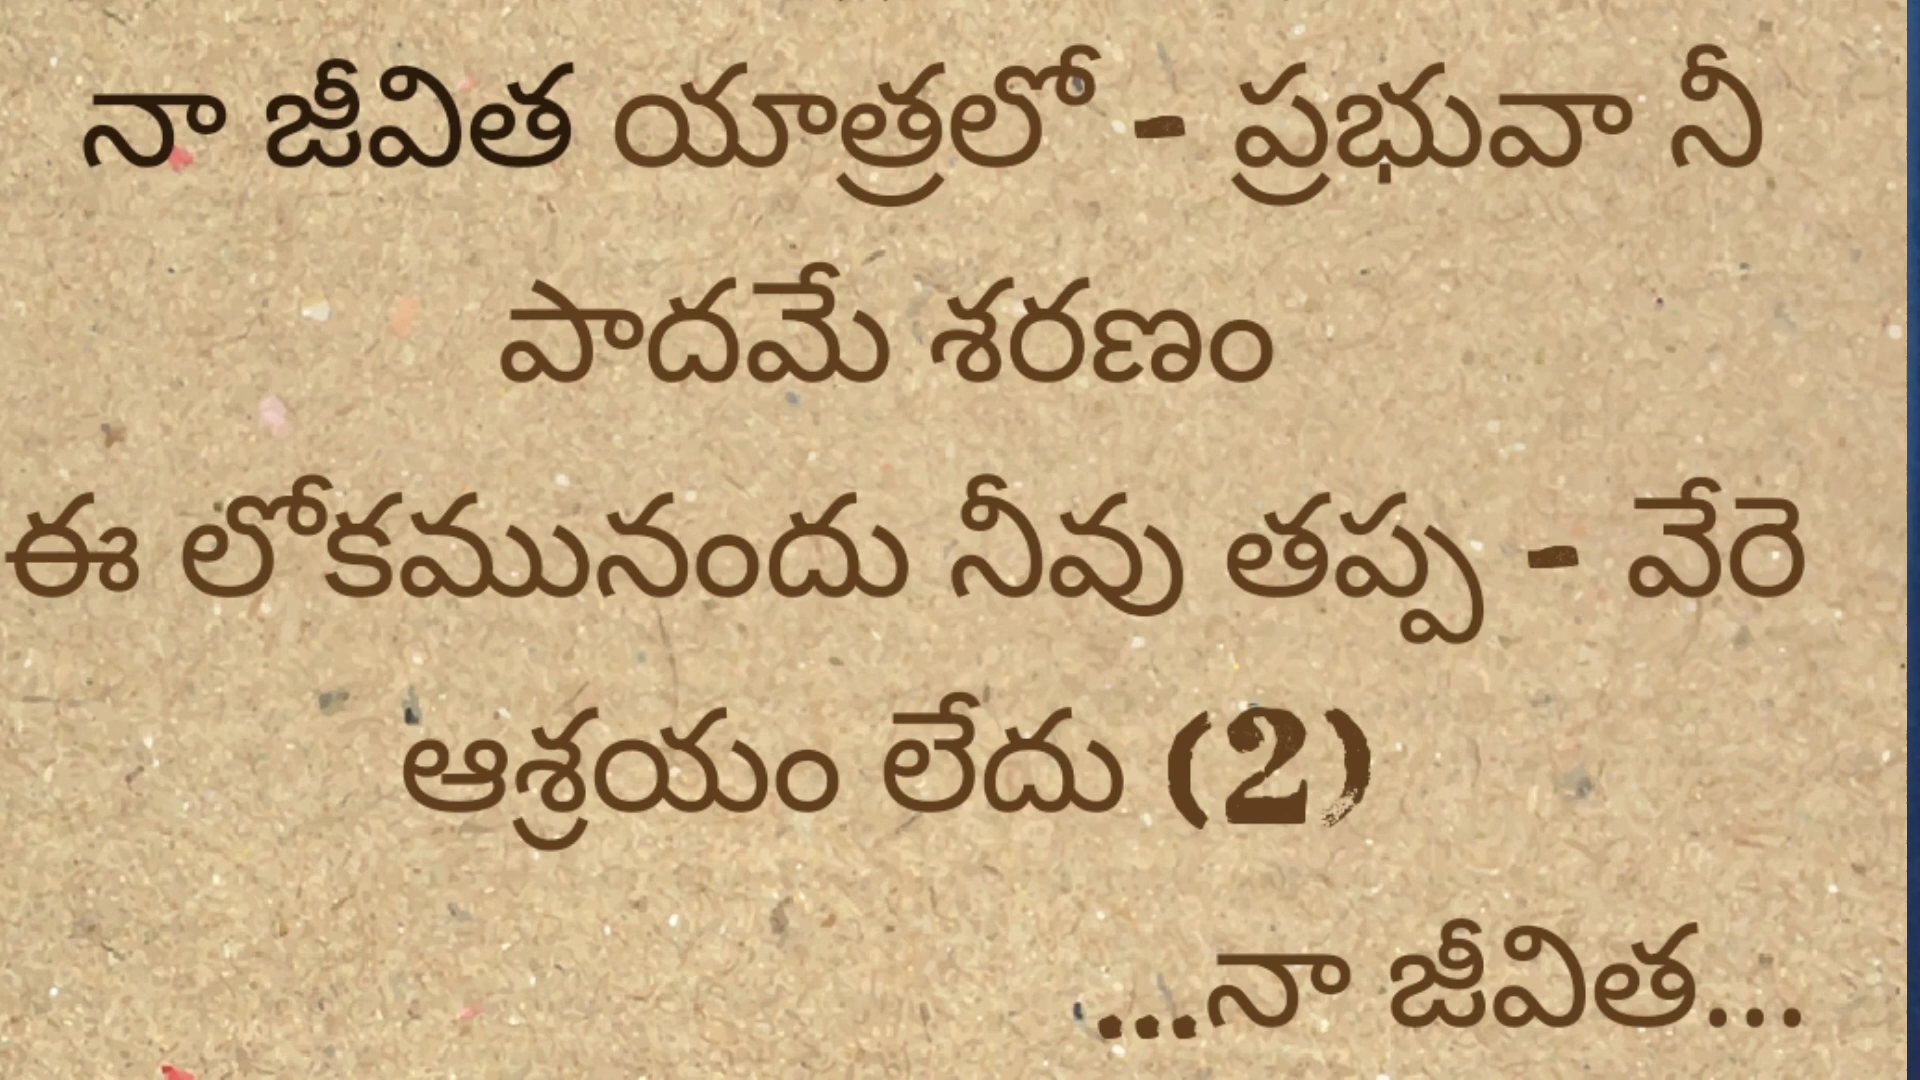 నా జీవిత యాత్రలో - ప్రభువా నీ
పాదమే శరణం
ఈ లోకమునందు నీవు తప్ప - వేరె
ఆశ్రయం లేదు (2)
...నా జీవిత...